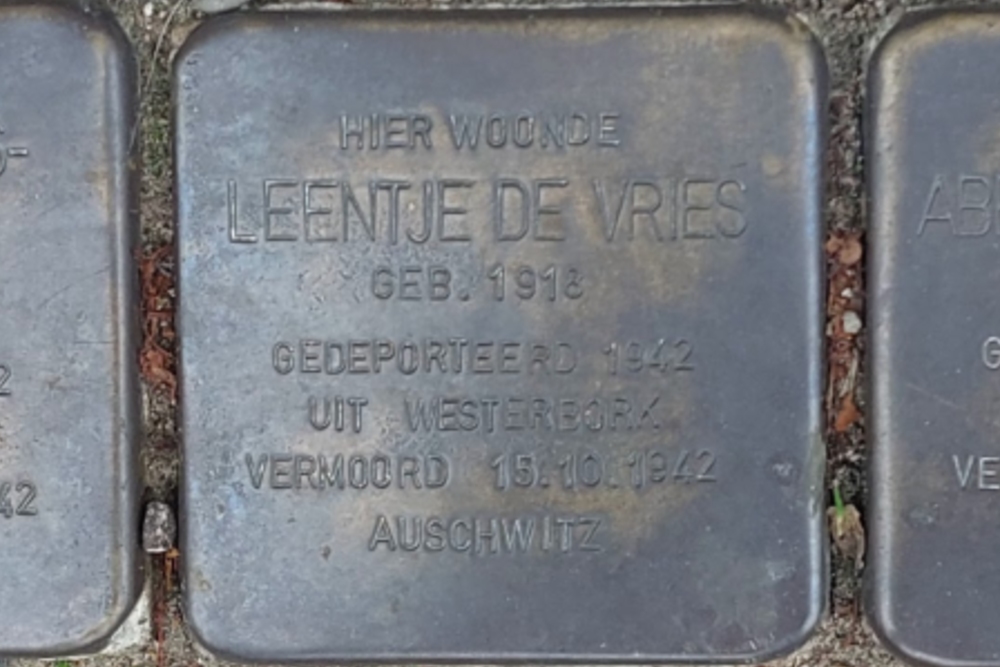 HIER WOONDE
LEENTJE DE VRIES
GEB. 1918
GEDEPORTEERD 1942
UIT WESTERBORK
VERMOORD 15.10.1942
AUSCHWITZ